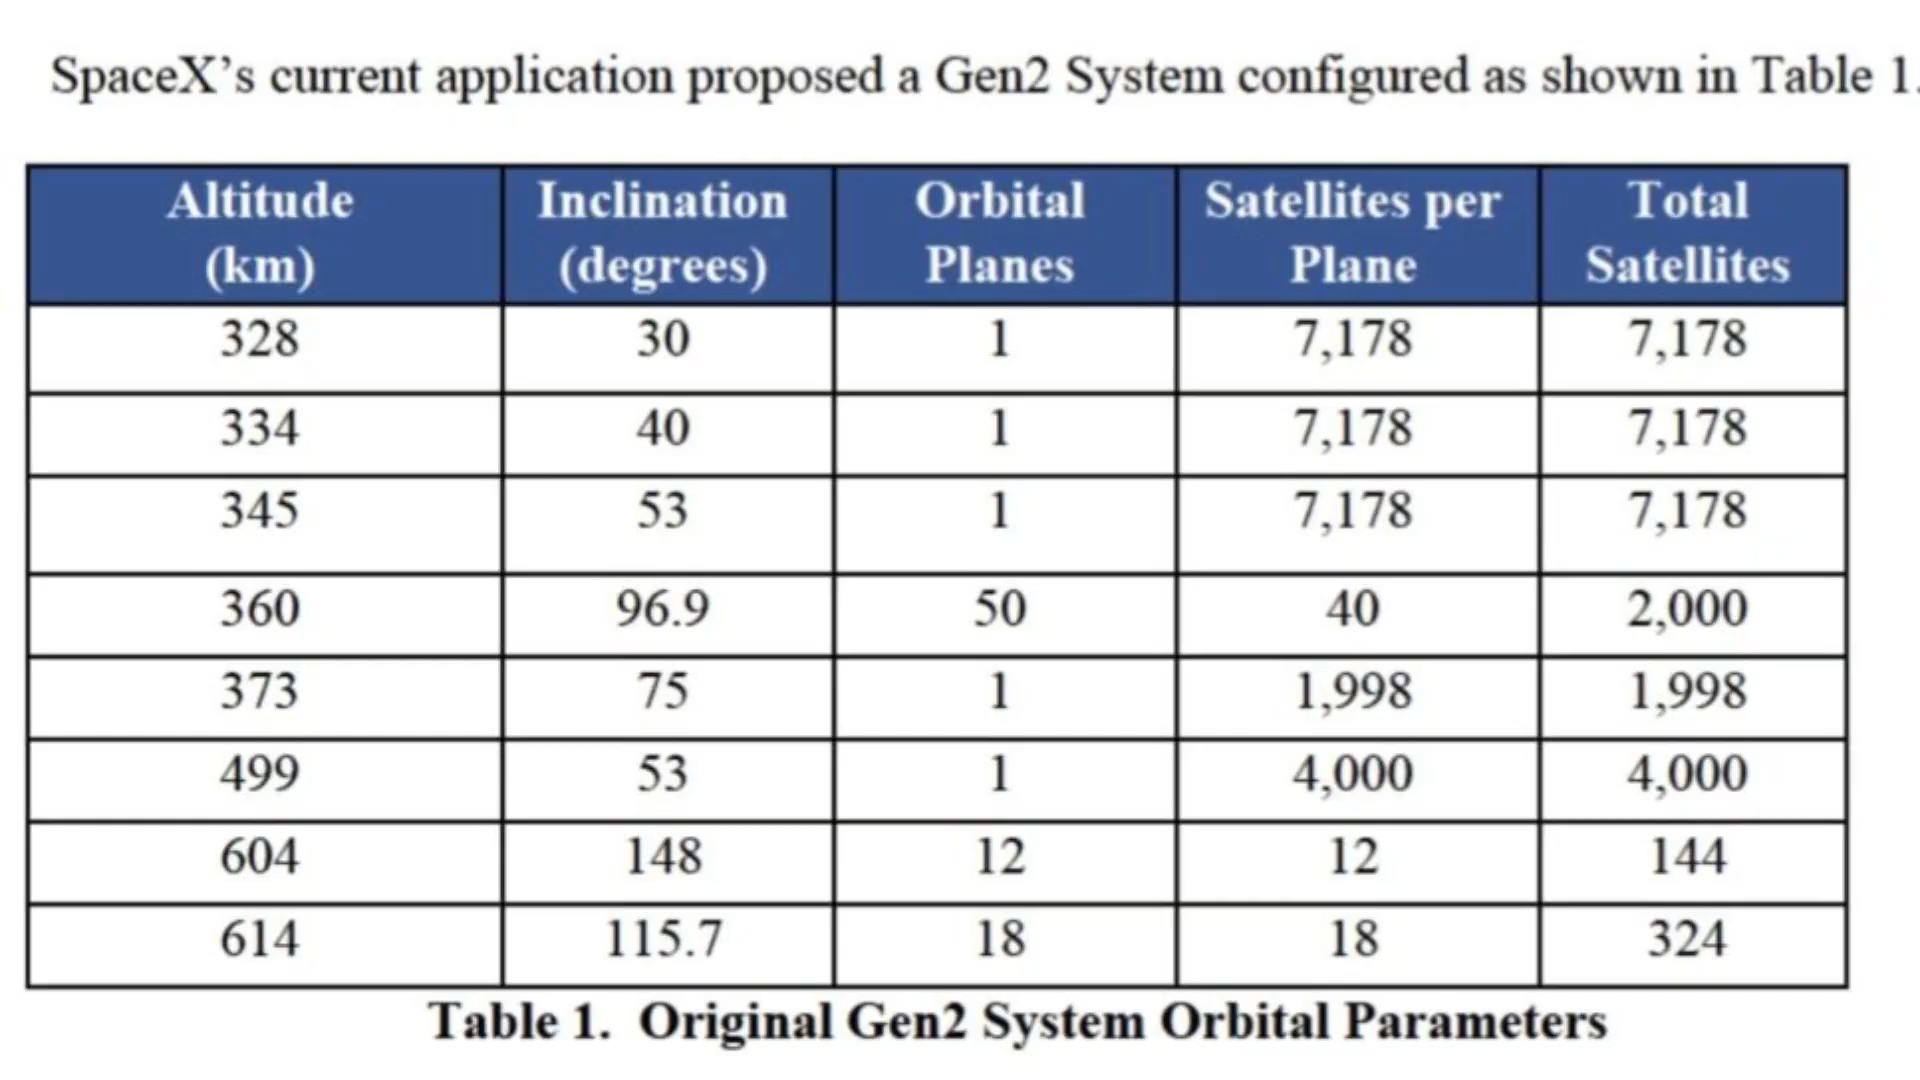 SpaceX’s current application proposed a Gen2 System configured as shown in Table 1.
Altitude (km) Inclination (degrees) Orbital Planes Satellites per Plane Total Satellites
328 30 1 7,178 7,178
334 40 1 7,178 7,178
345 53 1 7,178 7,178
360 96.9 50 40 2,000
373 75 1 1,998 1,998
499 53 1 4,000 4,000
604 148 12 12 144
614 115.7 18 18 324
Table 1. Original Gen2 System Orbital Parameters